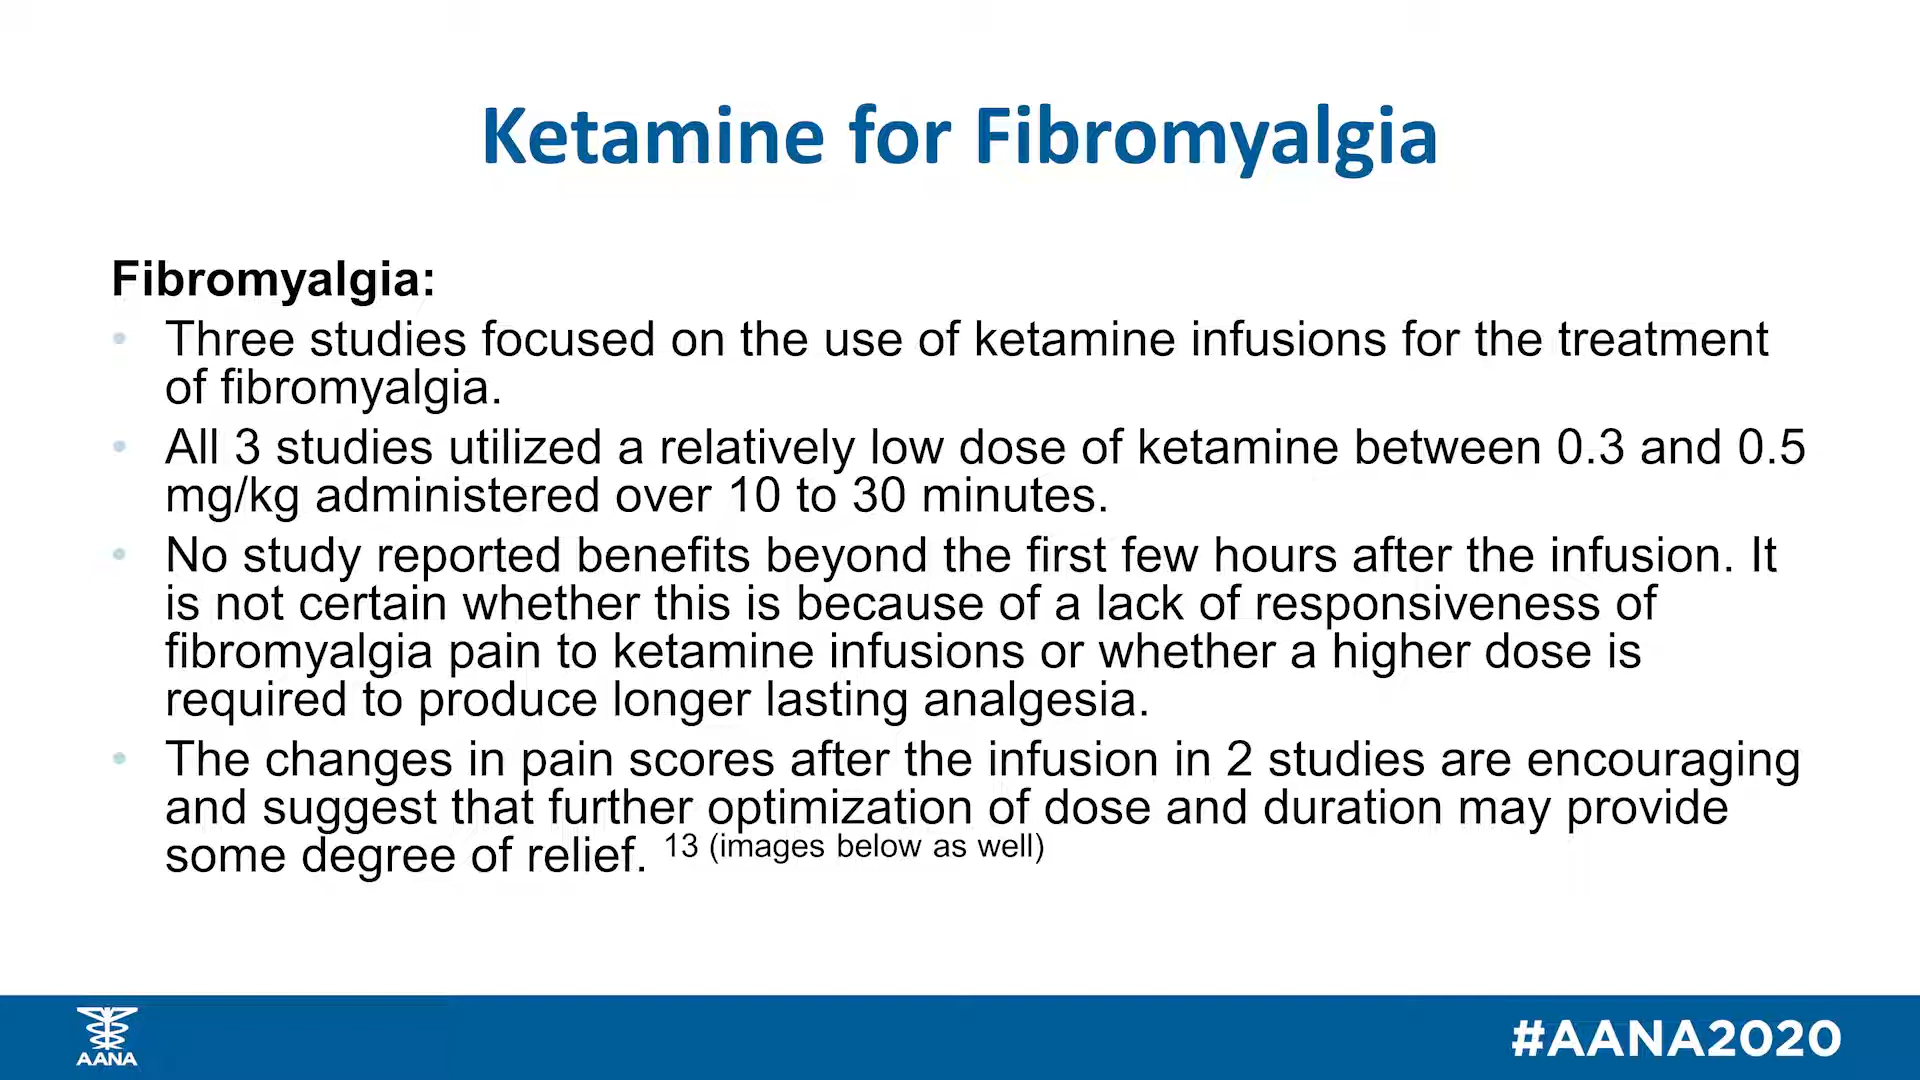 Ketamine for Fibromyalgia
Fibromyalgia:
• Three studies focused on the use of ketamine infusions for the treatment
of fibromyalgia.
• All 3 studies utilized a relatively low dose of ketamine between 0.3 and 0.5
mg/kg administered over 10 to 30 minutes.
• No study reported benefits beyond the first few hours after the infusion. It
is not certain whether this is because of a lack of responsiveness of
fibromyalgia pain to ketamine infusions or whether a higher dose is
required to produce longer lasting analgesia.
• The changes in pain scores after the infusion in 2 studies are encouraging
and suggest that further optimization of dose and duration may provide
some degree of relief. 13 (images below as well)
AANA
#AANA2020